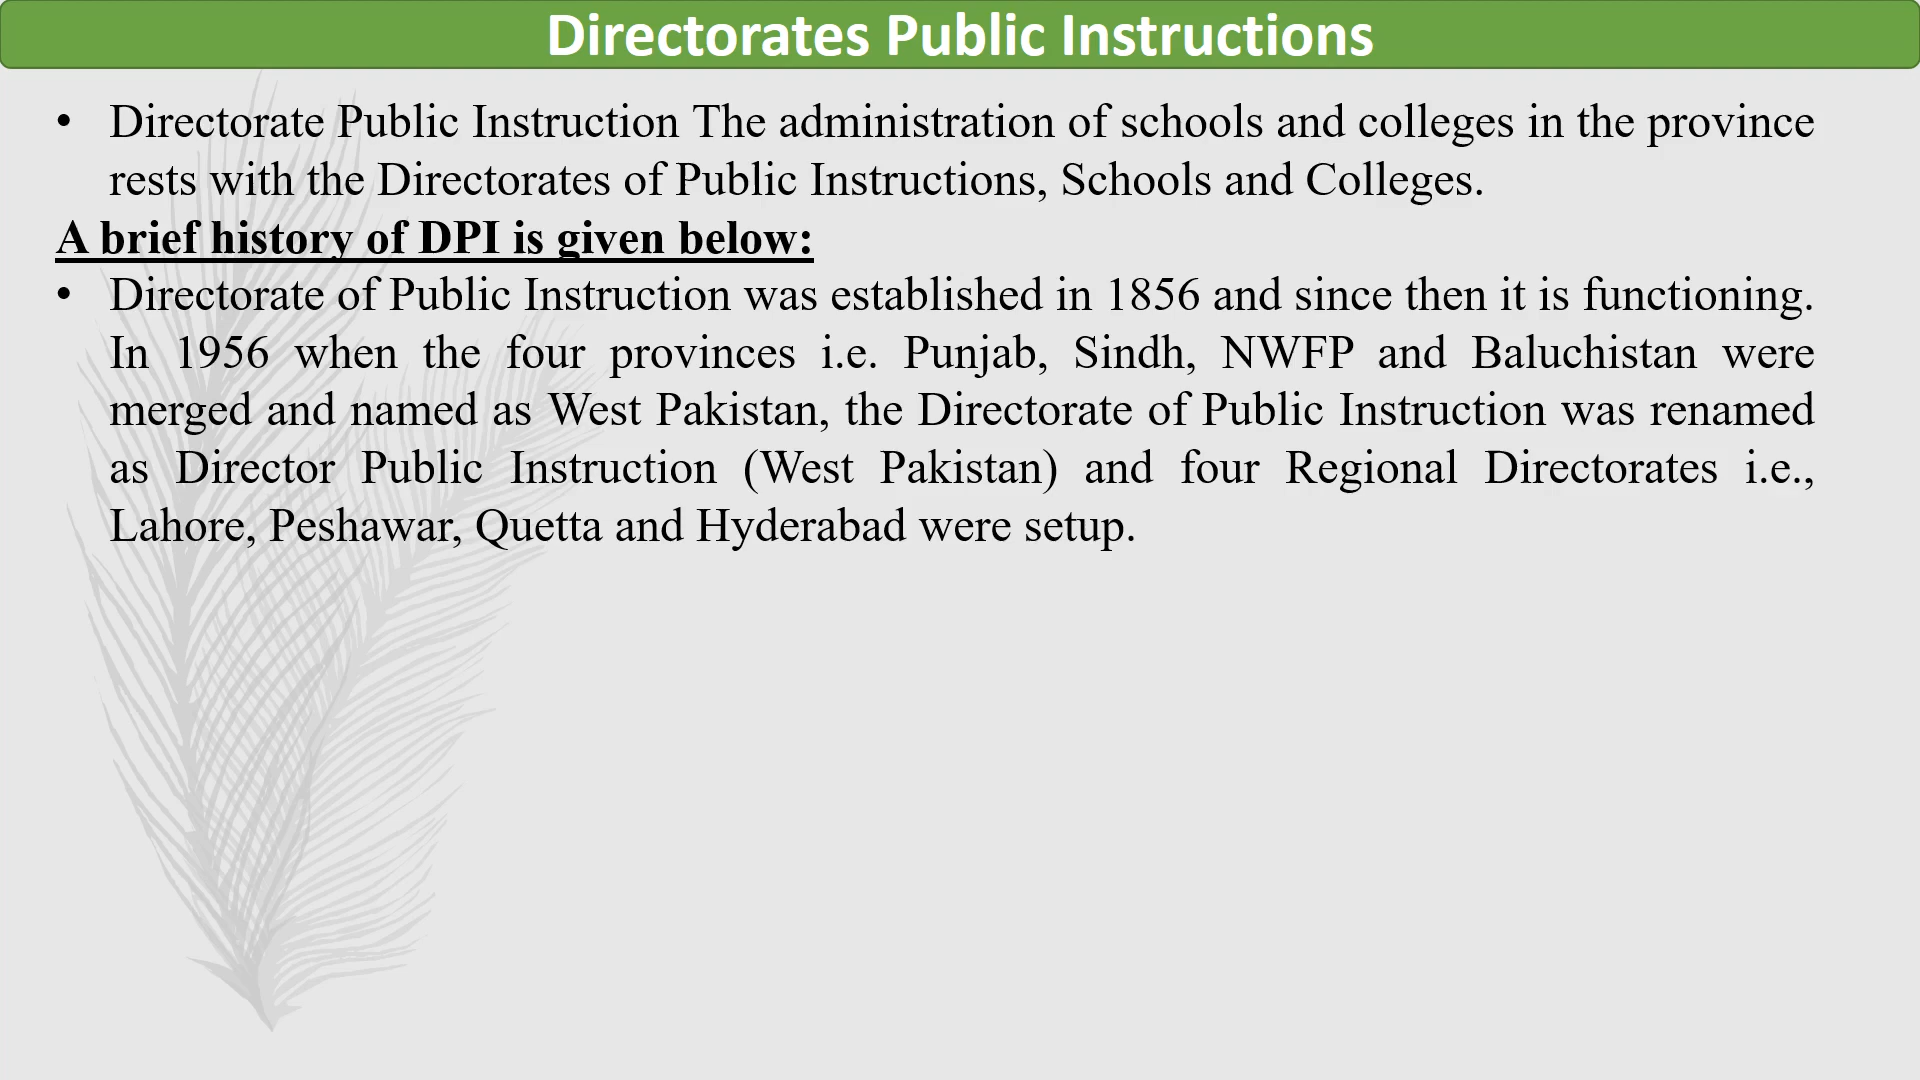 Directorates Public Instructions
• Directorate Public Instruction The administration of schools and colleges in the province
rests with the Directorates of Public Instructions, Schools and Colleges.
A brief history of DPI is given below:
• Directorate of Public Instruction was established in 1856 and since then it is functioning.
In 1956 when the four provinces i.e. Punjab, Sindh, NWFP and Baluchistan were
merged and named as West Pakistan, the Directorate of Public Instruction was renamed
as Director Public Instruction (West Pakistan) and four Regional Directorates i.e.,
Lahore, Peshawar, Quetta and Hyderabad were setup.